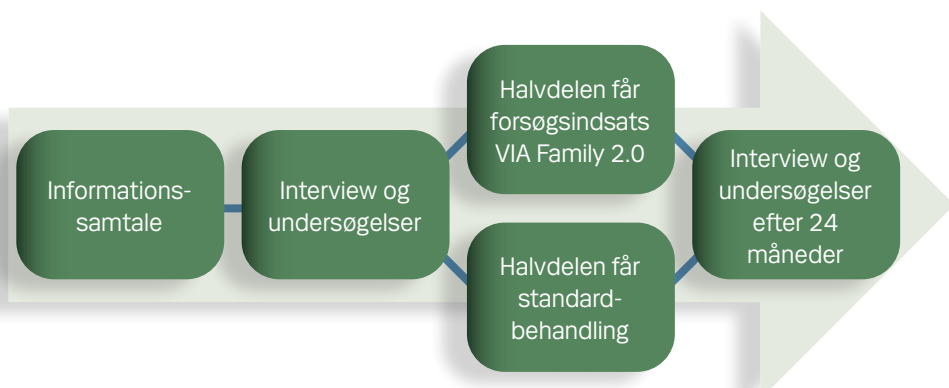 Informations-
samtale
Interview og
undersøgelser
Halvdelen får
forsøgsindsats
VIA Family 2.0
Halvdelen får
standard-
behandling
Interview og
undersøgelser
efter 24
måneder